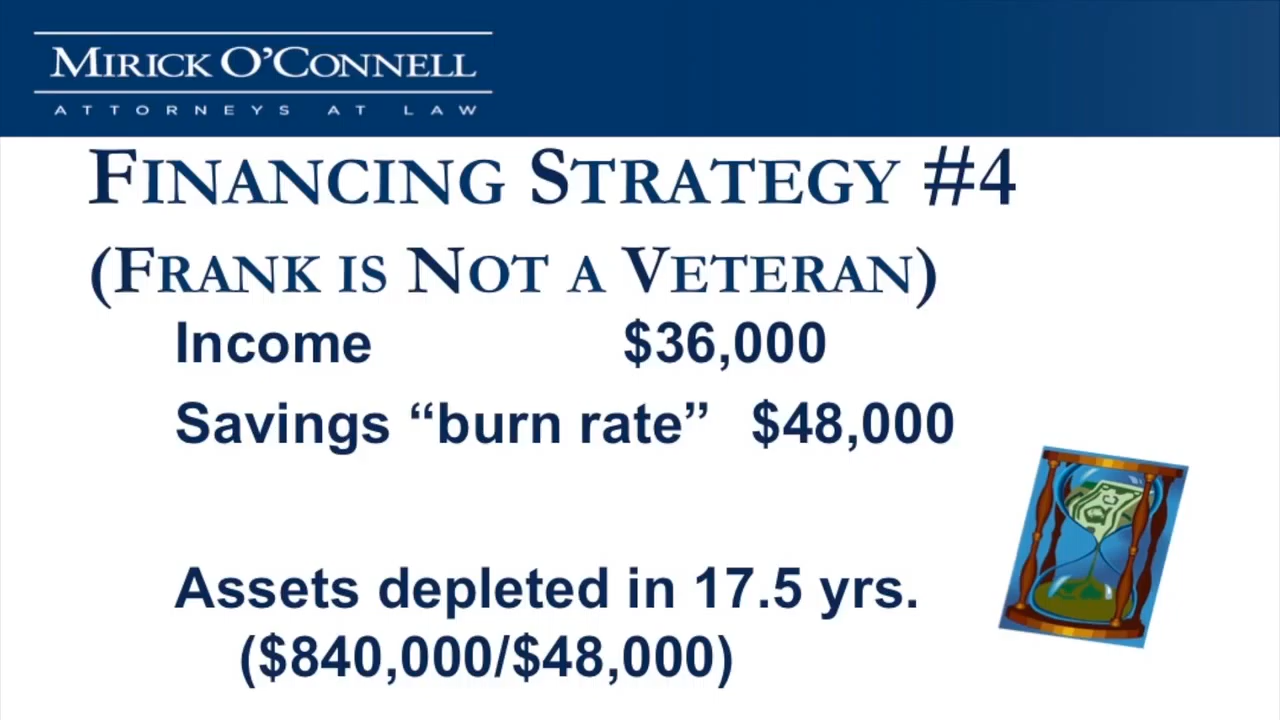 MIRICK O'CONNELL
ATTORNEYS AT LAW
FINANCING STRATEGY #4
(FRANK IS NOT A VETERAN)
Income $36,000
Savings “burn rate” $48,000
Assets depleted in 17.5 yrs.
($840,000/$48,000)